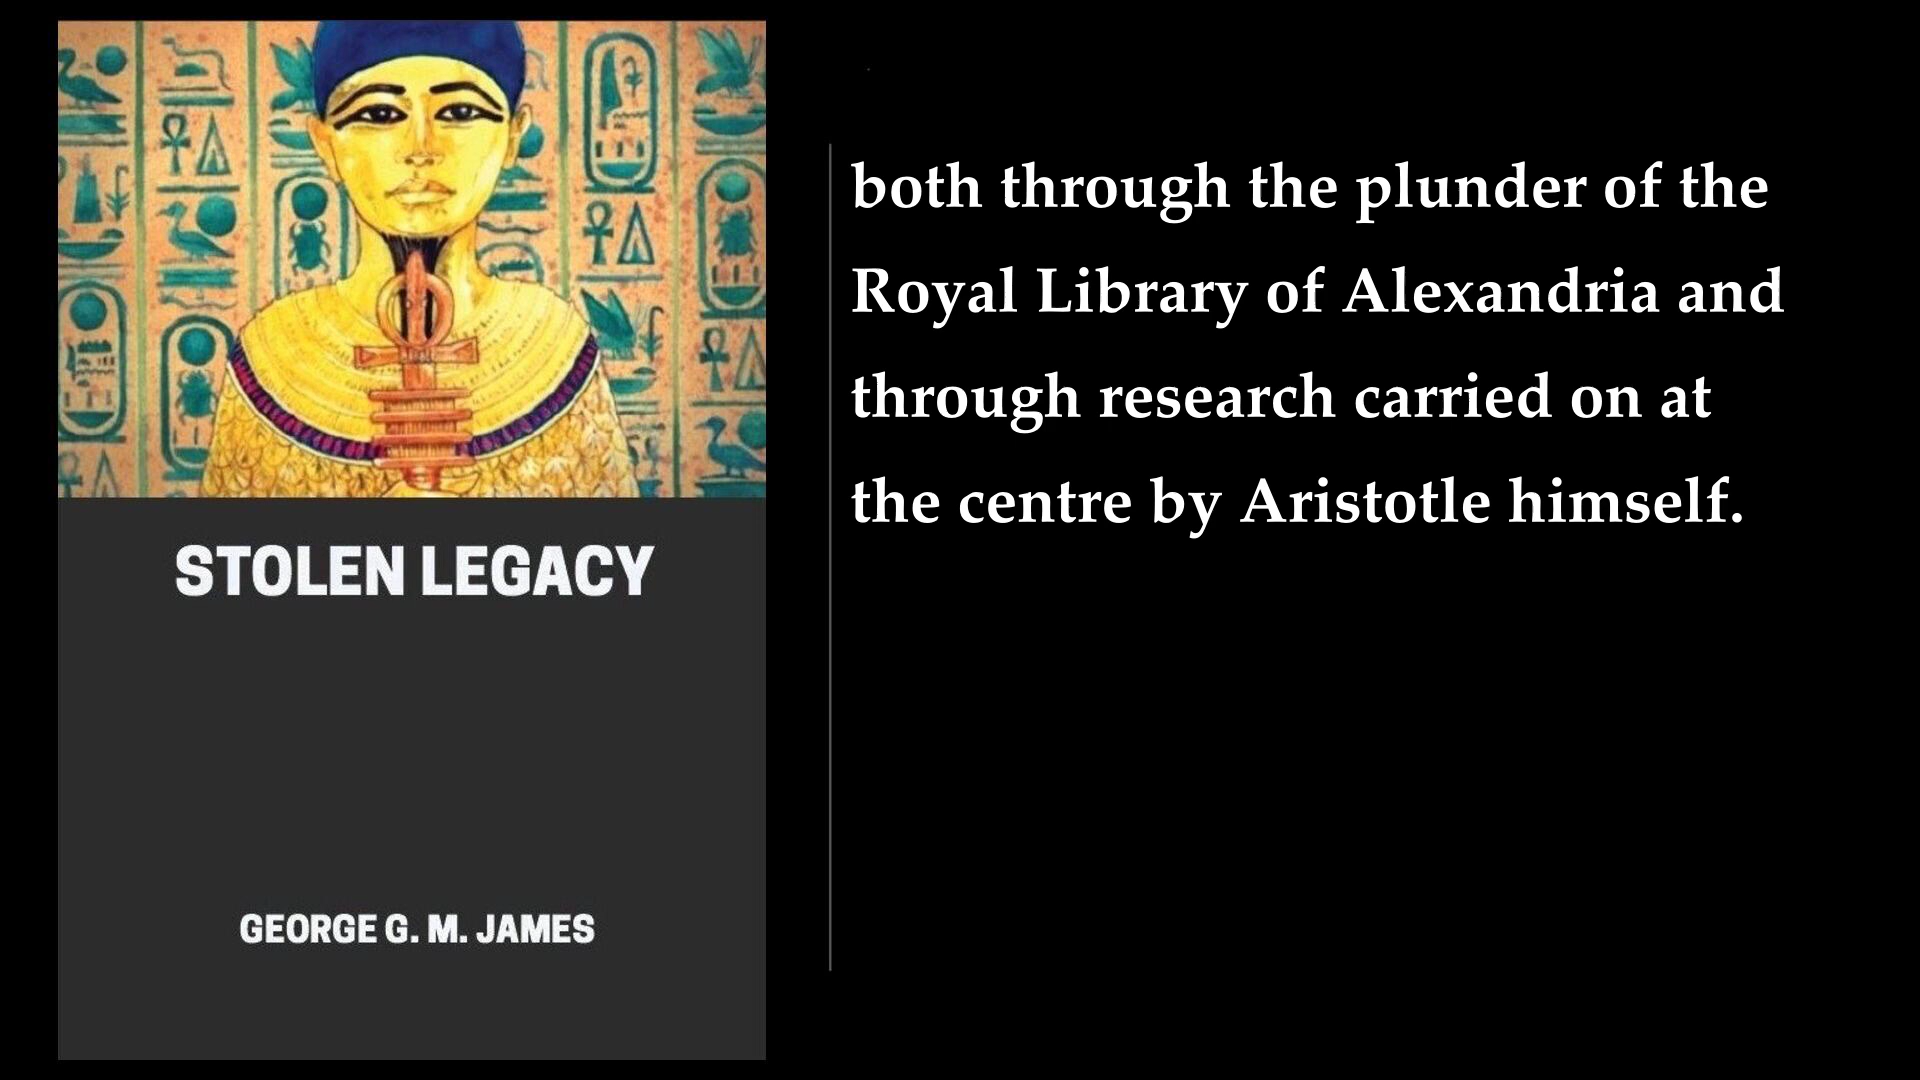 STOLEN LEGACY
GEORGE G. M. JAMES
both through the plunder of the
Royal Library of Alexandria and
through research carried on at
the centre by Aristotle himself.